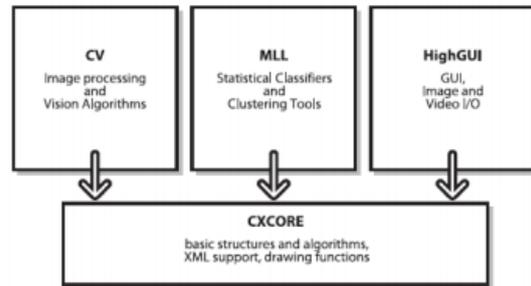 CV
Image processing
and
Vision Algorithms
MLL
Statistical Classifiers
and
Clustering Tools
HighGUI
GUI,
Image and
Video I/O
CXCORE
basic structures and algorithms,
XML support, drawing functions